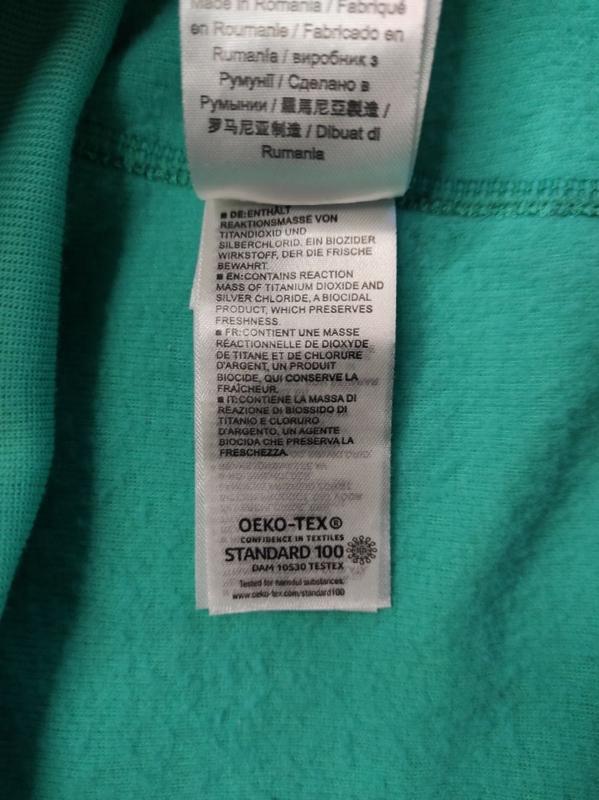 Made in Romania / Fabriqué
en Roumanie / Fabricado en
Rumanía / виробник з
Румунії / Сделано в
Румынии / 羅馬尼亞製造 /
罗马尼亚制造 / Dibuat di
Rumania
■ DE:ENTHÄLT
REAKTIONSMASSE VON
TITANDIOXID UND
SILBERCHLORID, EIN BIOZIDER
WIRKSTOFF, DER DIE FRISCHE
BEWAHRT.
■ EN:CONTAINS REACTION
MASS OF TITANIUM DIOXIDE AND
SILVER CHLORIDE, A BIOCIDAL
PRODUCT, WHICH PRESERVES
FRESHNESS.
■ FR:CONTIENT UNE MASSE
RÉACTIONNELLE DE DIOXYDE
DE TITANE ET DE CHLORURE
D'ARGENT, UN PRODUIT
BIOCIDE, QUI CONSERVE LA
FRAÎCHEUR.
■ IT:CONTIENE LA MASSA DI
REAZIONE DI BIOSSIDO DI
TITANIO E CLORURO
D'ARGENTO, UN AGENTE
BIOCIDA CHE PRESERVA LA
FRESCHEZZA.
OEKO-TEX®
CONFIDENCE IN TEXTILES
STANDARD 100
DAM 10530 TESTEX
Tested for harmful substances.
www.oeko-tex.com/standard100